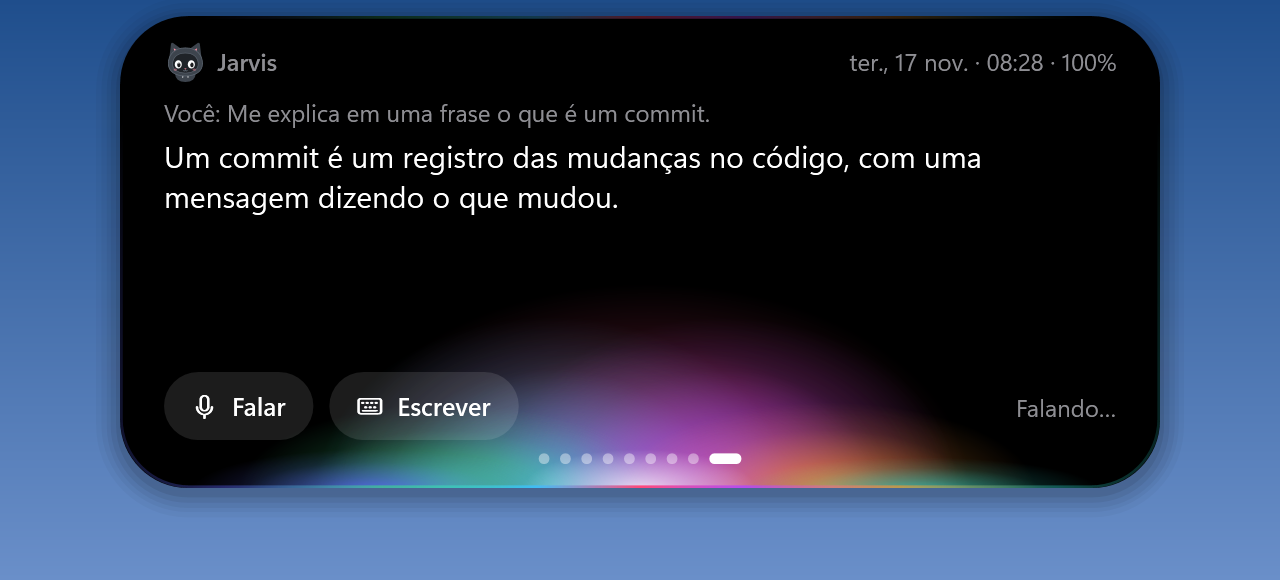 Jarvis
ter., 17 nov. · 08:28 · 100%
Você: Me explica em uma frase o que é um commit.
Um commit é um registro das mudanças no código, com uma
mensagem dizendo o que mudou.
Falar
Escrever
Falando...